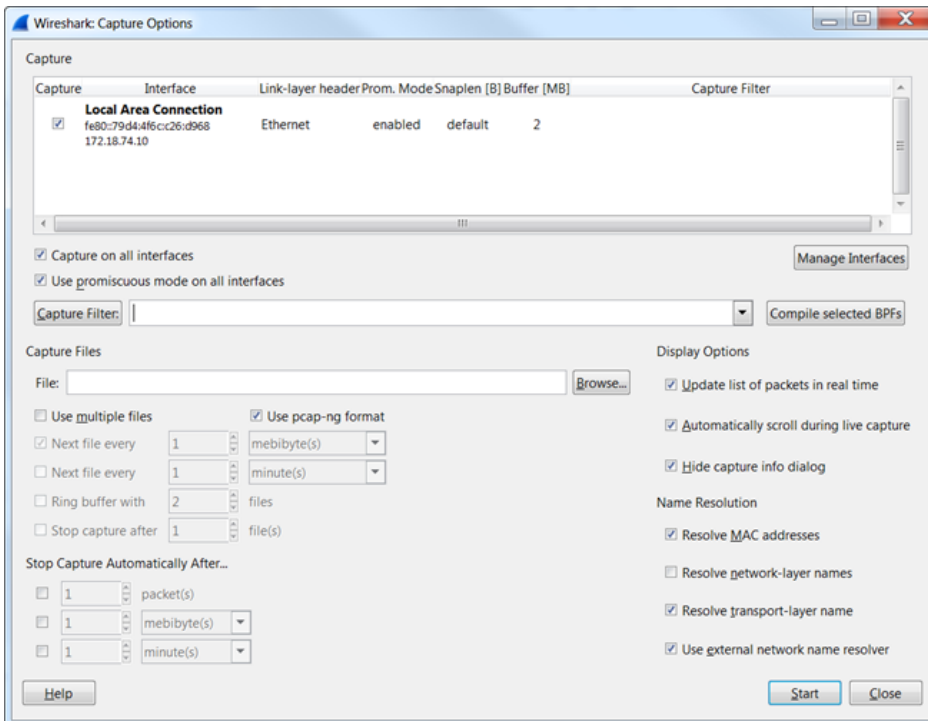 Wireshark: Capture Options
Capture
Capture Interface Link-layer header Prom. Mode Snaplen [B] Buffer [MB] Capture Filter
Local Area Connection
fe80::79d4:4f6c:c26:d968 Ethernet enabled default 2
172.18.74.10
Capture on all interfaces
Manage Interfaces
Use promiscuous mode on all interfaces
Capture Filter: Compile selected BPFs
Capture Files Display Options
File: Browse... Update list of packets in real time
Use multiple files Use pcap-ng format
Automatically scroll during live capture
Next file every 1 mebibyte(s)
Next file every 1 minute(s) Hide capture info dialog
Ring buffer with 2 files Name Resolution
Stop capture after 1 file(s) Resolve MAC addresses
Stop Capture Automatically After...
Resolve network-layer names
1 packet(s)
Resolve transport-layer name
1 mebibyte(s)
1 minute(s) Use external network name resolver
Help Start Close